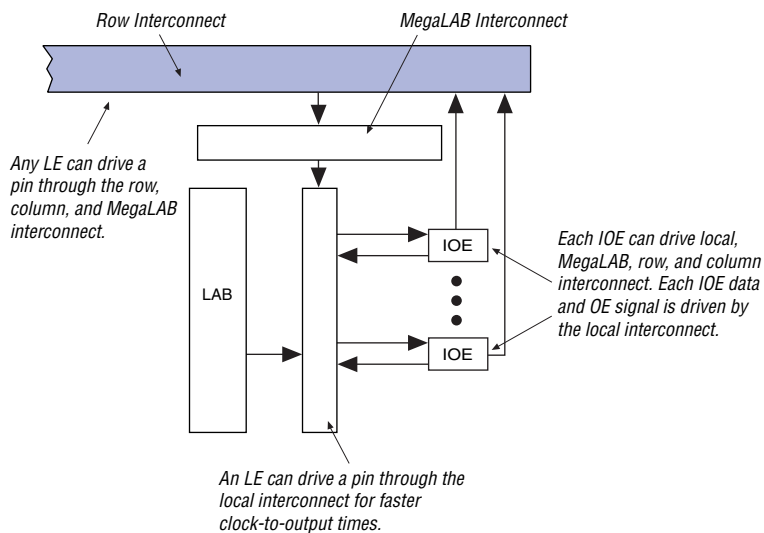 Row Interconnect
MegaLAB Interconnect
Any LE can drive a
pin through the row,
column, and MegaLAB
interconnect.
LAB
IOE
IOE
Each IOE can drive local,
MegaLAB, row, and column
interconnect. Each IOE data
and OE signal is driven by
the local interconnect.
An LE can drive a pin through the
local interconnect for faster
clock-to-output times.